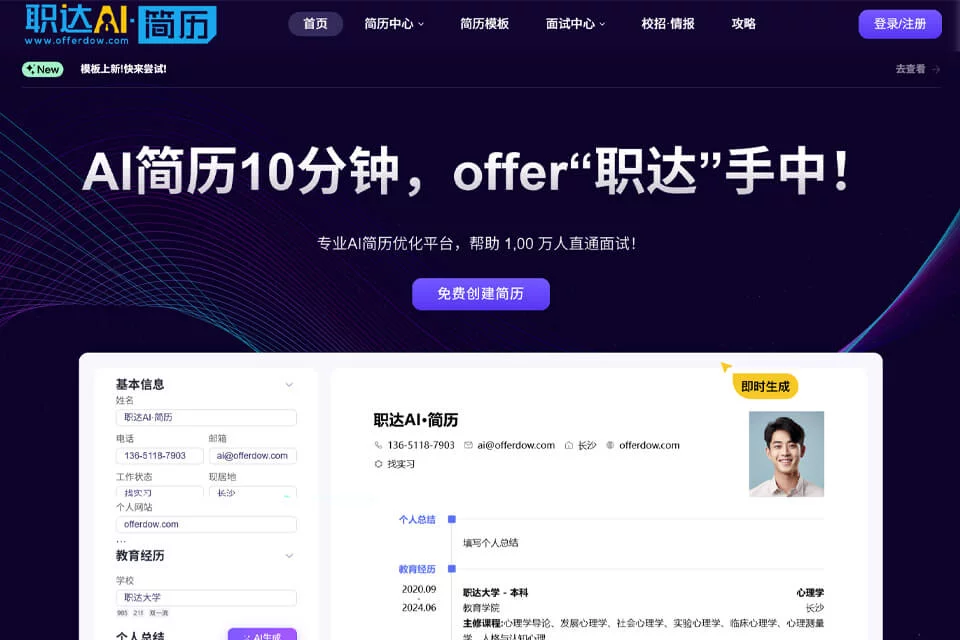 职达AI·简历
www.offerdow.com
首页 简历中心 简历模板 面试中心 校招·情报 攻略 登录/注册
New 模板上新!快来尝试! 去查看
AI简历10分钟，offer“职达”手中！
专业AI简历优化平台，帮助 1,00 万人直通面试！
免费创建简历
即时生成
基本信息
姓名
职达AI·简历
电话 邮箱
136-5118-7903 ai@offerdow.com
工作状态 现居地
找实习 长沙
个人网站
offerdow.com
...
教育经历
学校
职达大学
985 211 双一流
个人总结 AI生成
职达AI•简历
136-5118-7903 ai@offerdow.com 长沙 offerdow.com
找实习
个人总结
填写个人总结
教育经历
2020.09
-
2024.06
职达大学 - 本科 心理学
教育学院 长沙
主修课程:心理学导论、发展心理学、社会心理学、实验心理学、临床心理学、心理测量
学、人格与认知心理